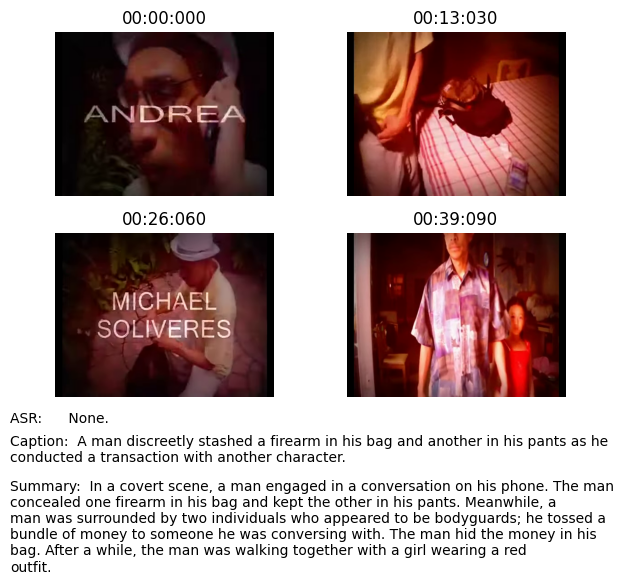 00:00:000
00:13:030
ANDREA
00:26:060
00:39:090
MICHAEL
SOLIVERES
ASR: None.
Caption: A man discreetly stashed a firearm in his bag and another in his pants as he
conducted a transaction with another character.
Summary: In a covert scene, a man engaged in a conversation on his phone. The man
concealed one firearm in his bag and kept the other in his pants. Meanwhile, a
man was surrounded by two individuals who appeared to be bodyguards; he tossed a
bundle of money to someone he was conversing with. The man hid the money in his
bag. After a while, the man was walking together with a girl wearing a red
outfit.